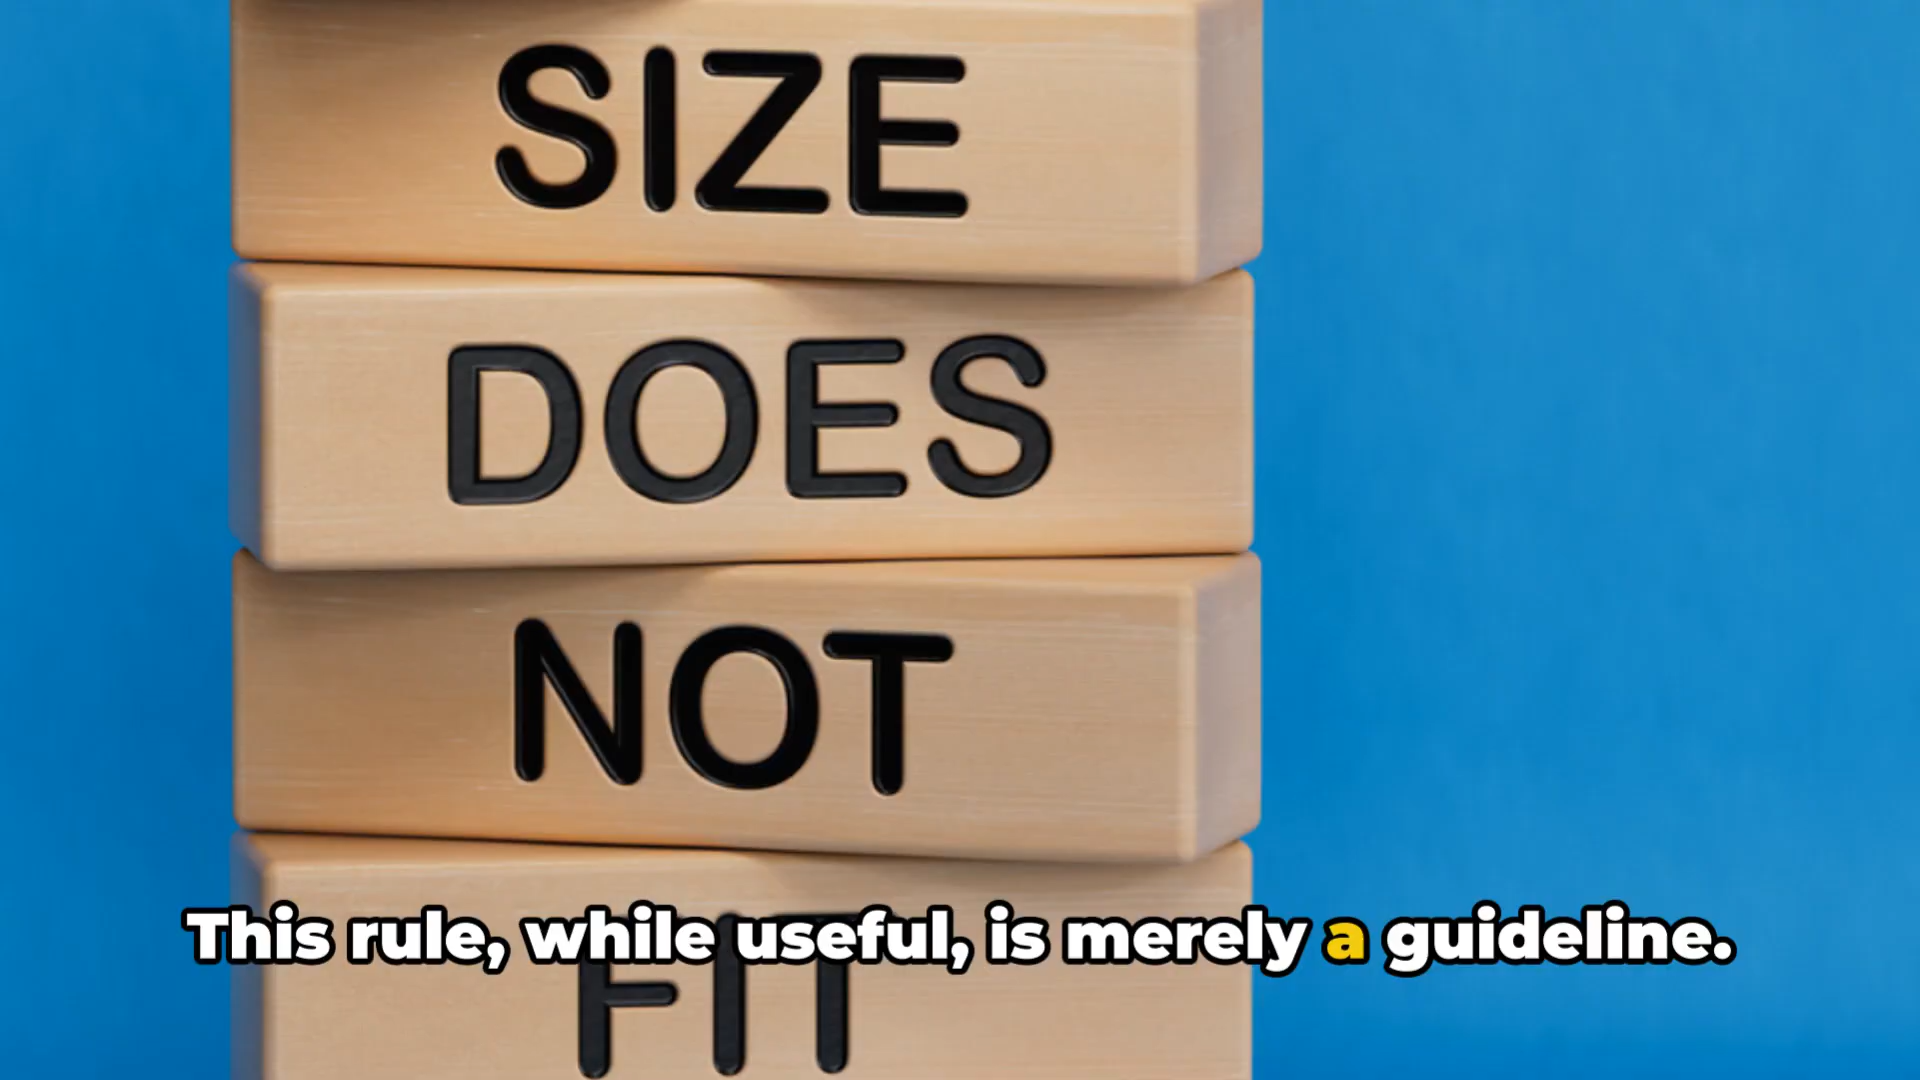 SIZE
DOES
NOT
FIT
This rule, while useful, is merely a guideline.